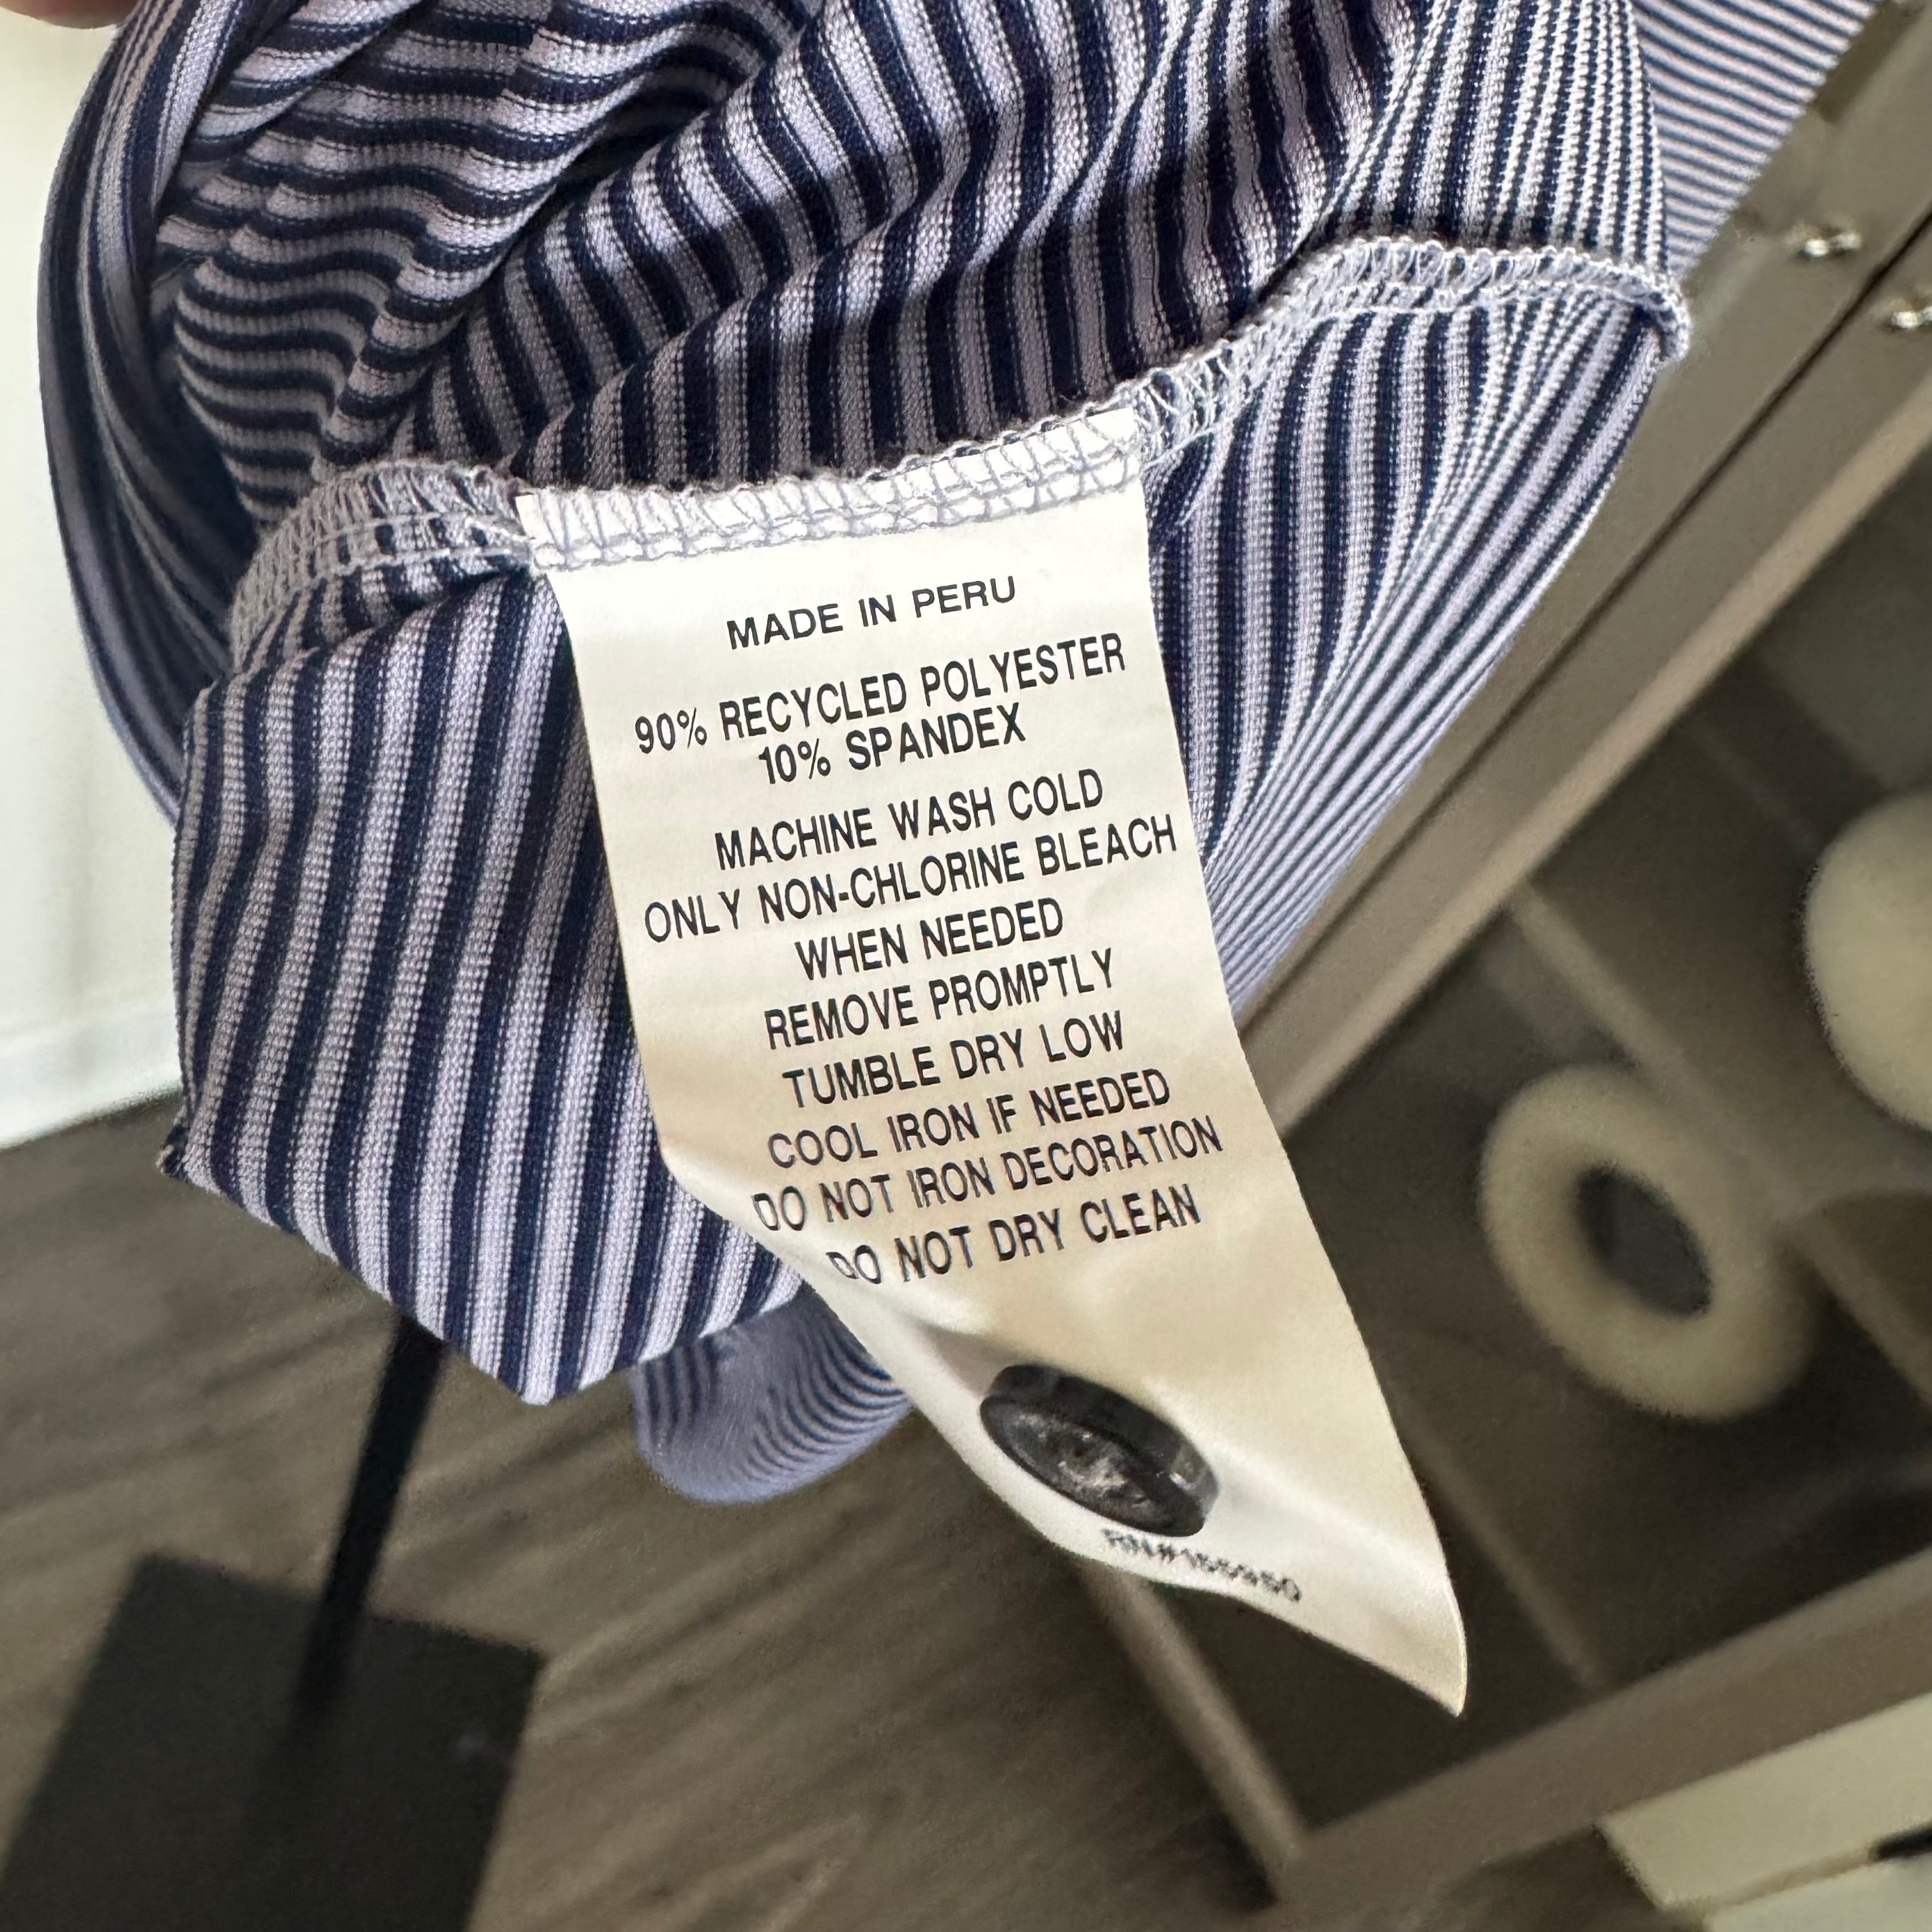 MADE IN PERU
90% RECYCLED POLYESTER
10% SPANDEX
MACHINE WASH COLD
ONLY NON-CHLORINE BLEACH
WHEN NEEDED
REMOVE PROMPTLY
TUMBLE DRY LOW
COOL IRON IF NEEDED
DO NOT IRON DECORATION
DO NOT DRY CLEAN